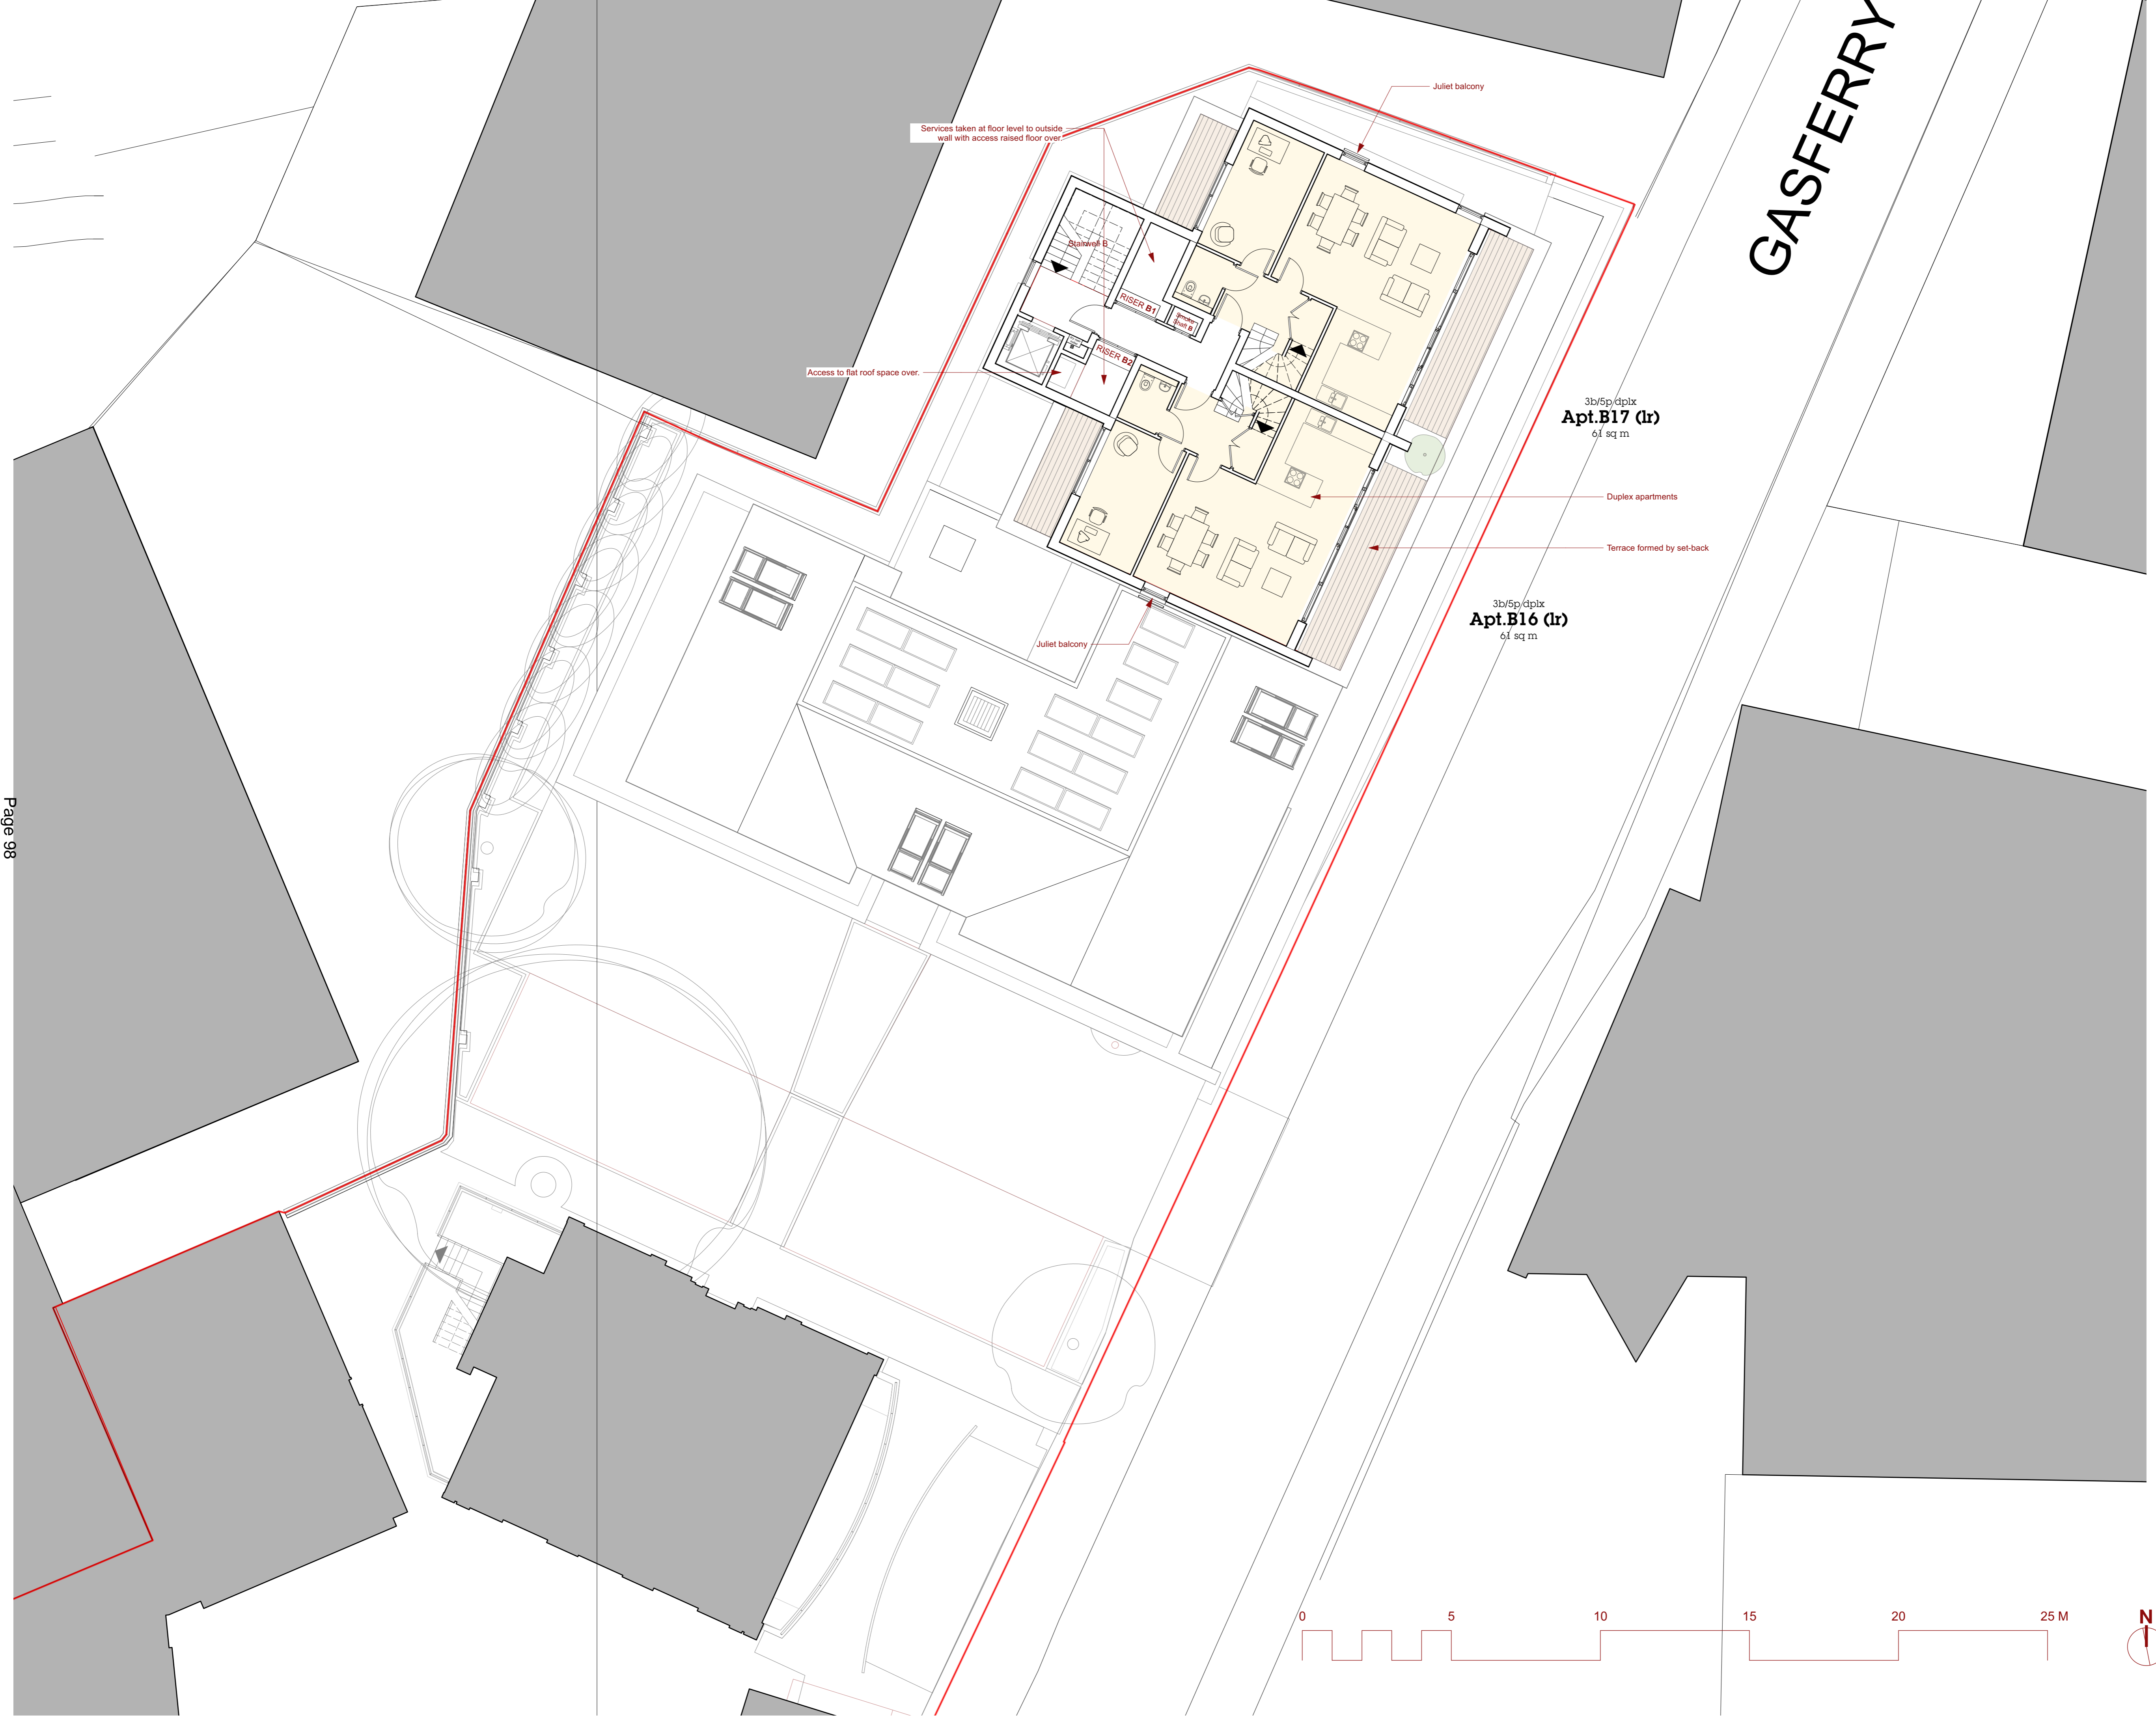 GASFERRY
Juliet balcony
Services taken at floor level to outside
wall with access raised floor over.
Stairwell B
RISER B1
Smoke
Shaft B
RISER B2
Access to flat roof space over.
3b/5p dplx
Apt.B17 (lr)
61 sq m
Duplex apartments
Terrace formed by set-back
3b/5p dplx
Apt.B16 (lr)
61 sq m
Juliet balcony
Page 98
0 5 10 15 20 25 M
N